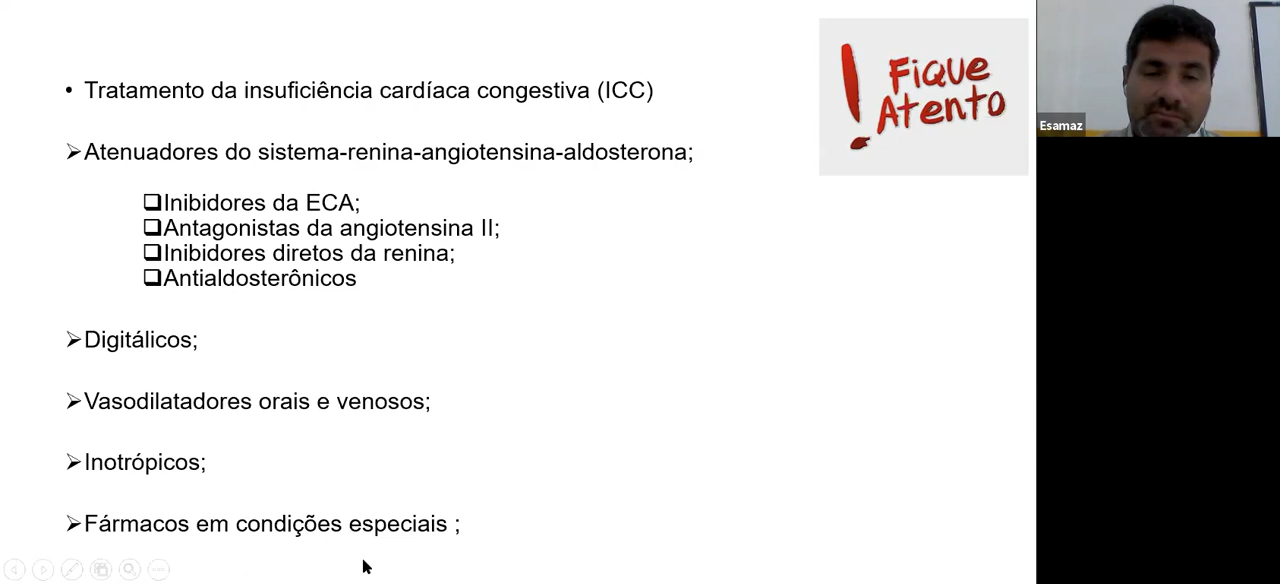 • Tratamento da insuficiência cardíaca congestiva (ICC)
Fique
Atento
Esamaz
➢Atenuadores do sistema-renina-angiotensina-aldosterona;
❑Inibidores da ECA;
❑Antagonistas da angiotensina II;
❑Inibidores diretos da renina;
❑Antialdosterônicos
➢Digitálicos;
➢Vasodilatadores orais e venosos;
➢Inotrópicos;
➢Fármacos em condições especiais ;